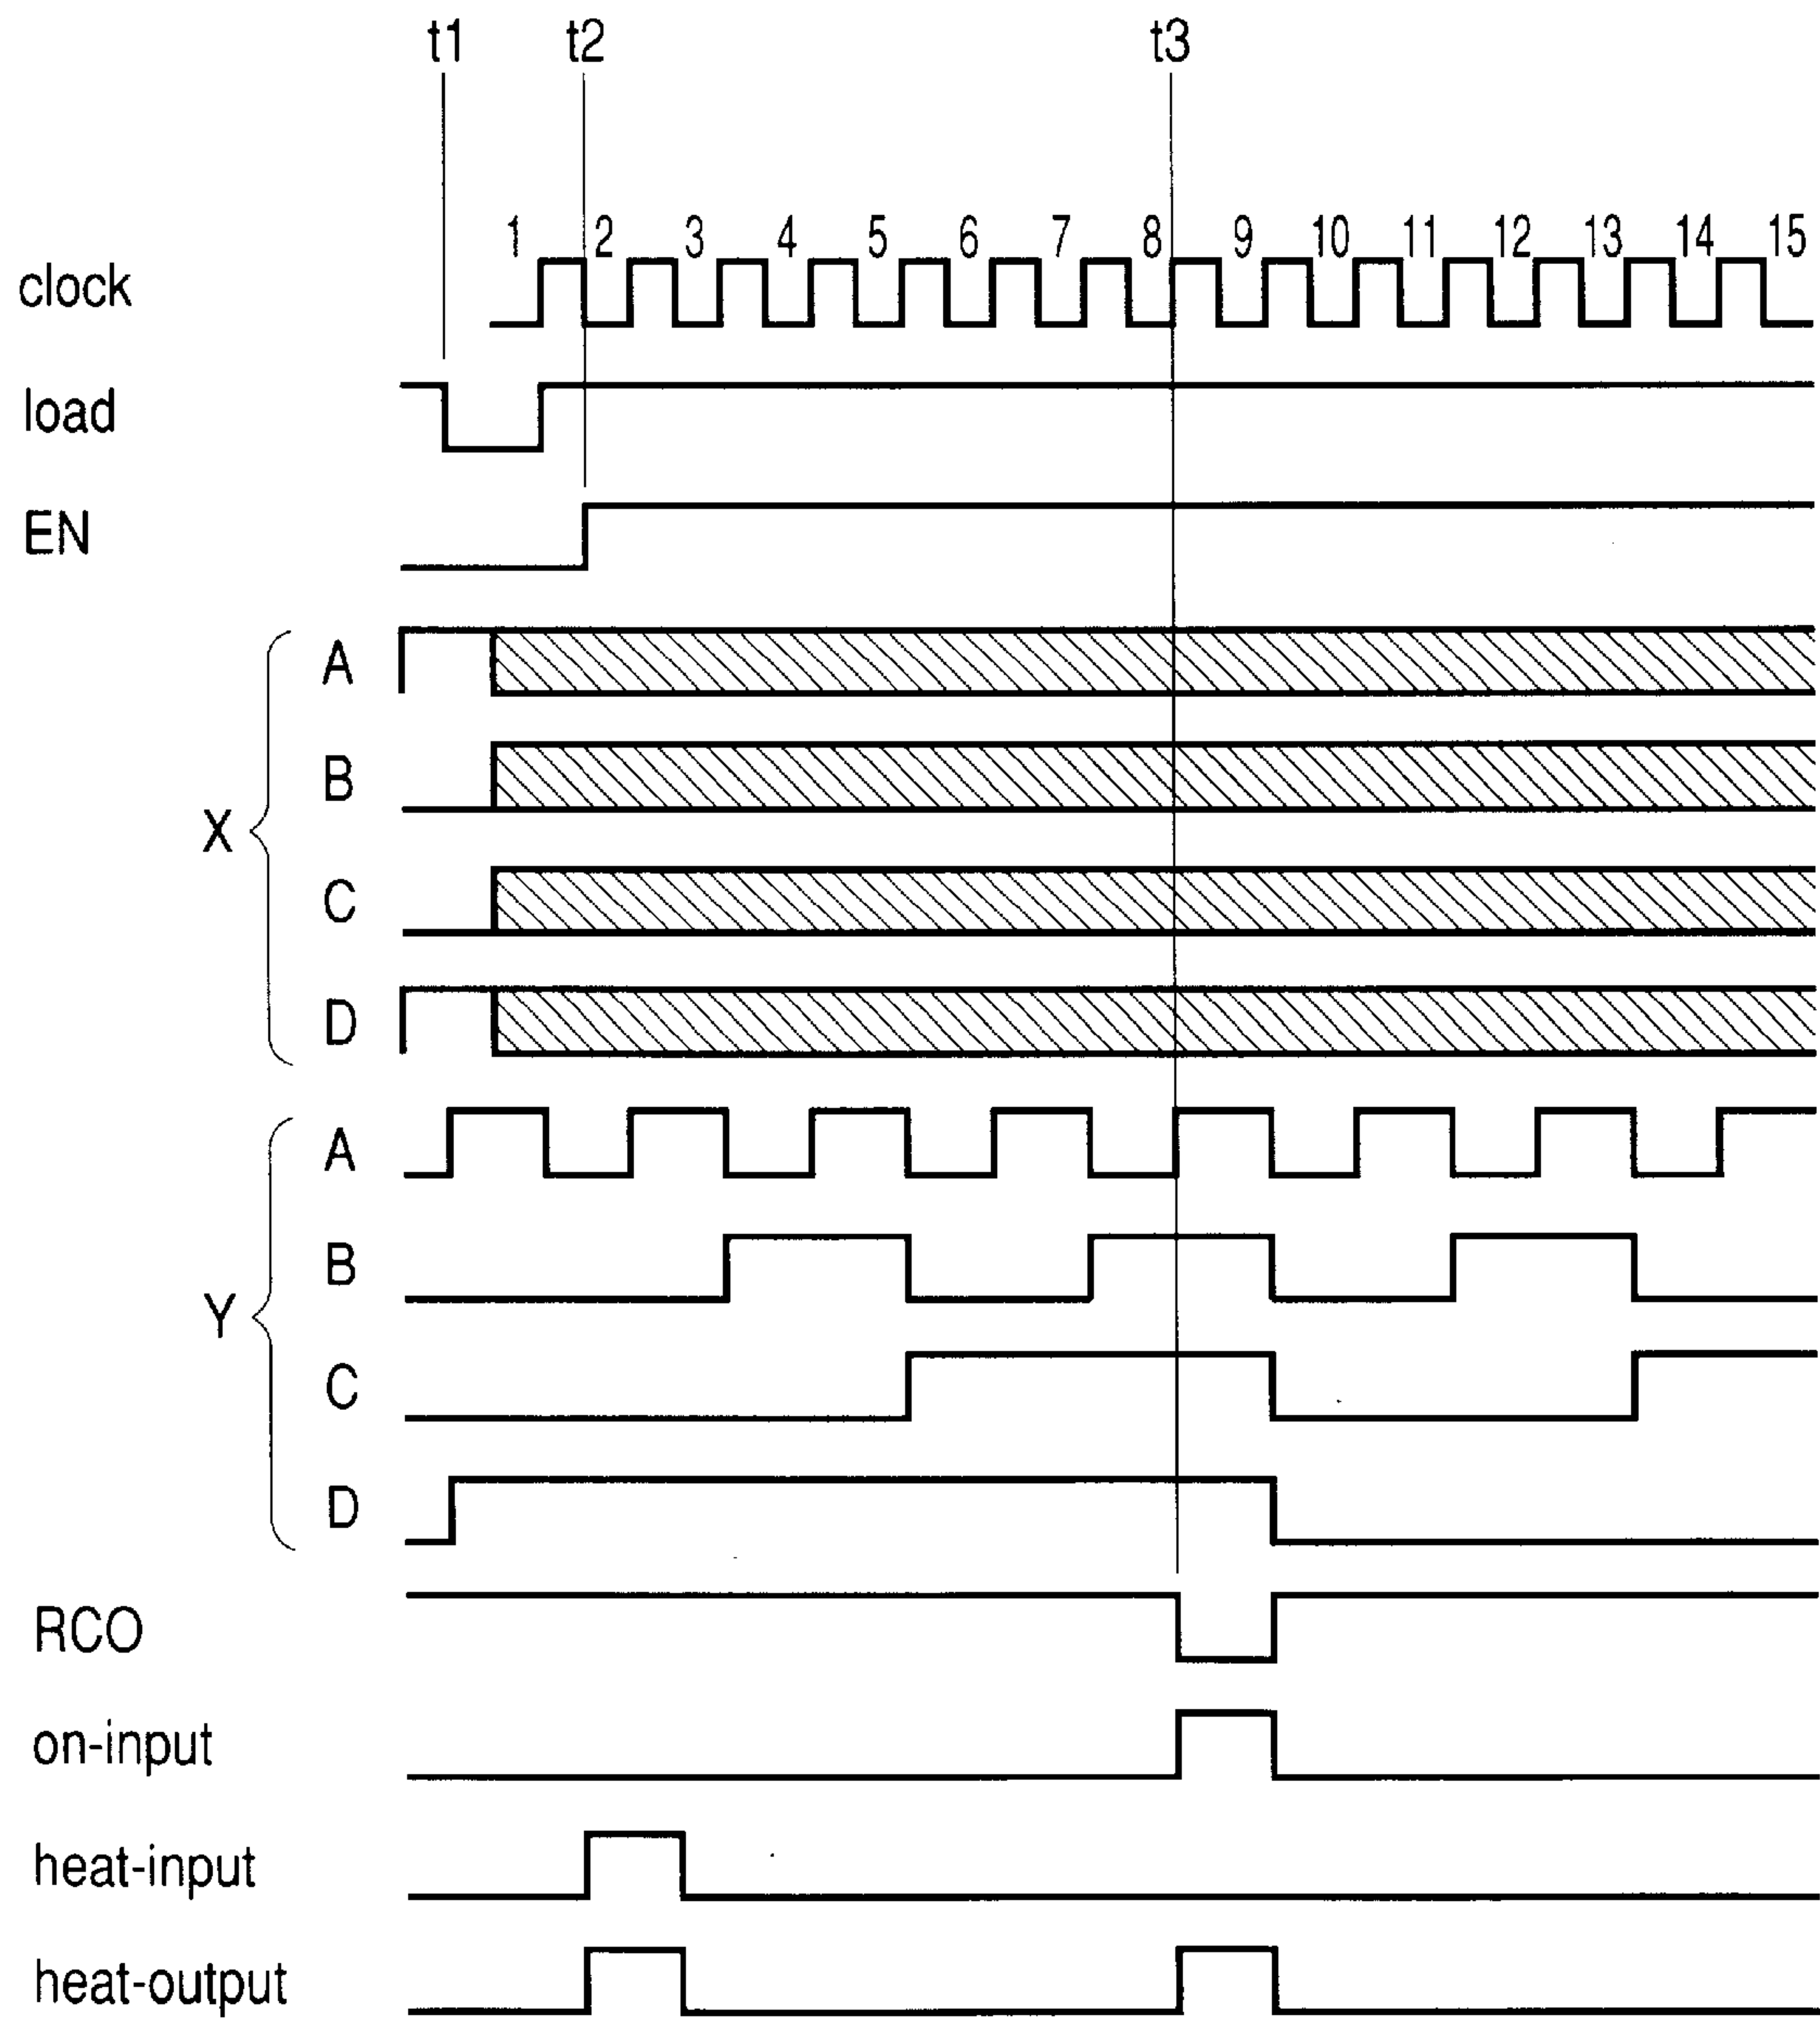 t1 t2 t3
1 2 3 4 5 6 7 8 9 10 11 12 13 14 15
clock
load
EN
A
B
X
C
D
A
B
Y
C
D
RCO
on-input
heat-input
heat-output